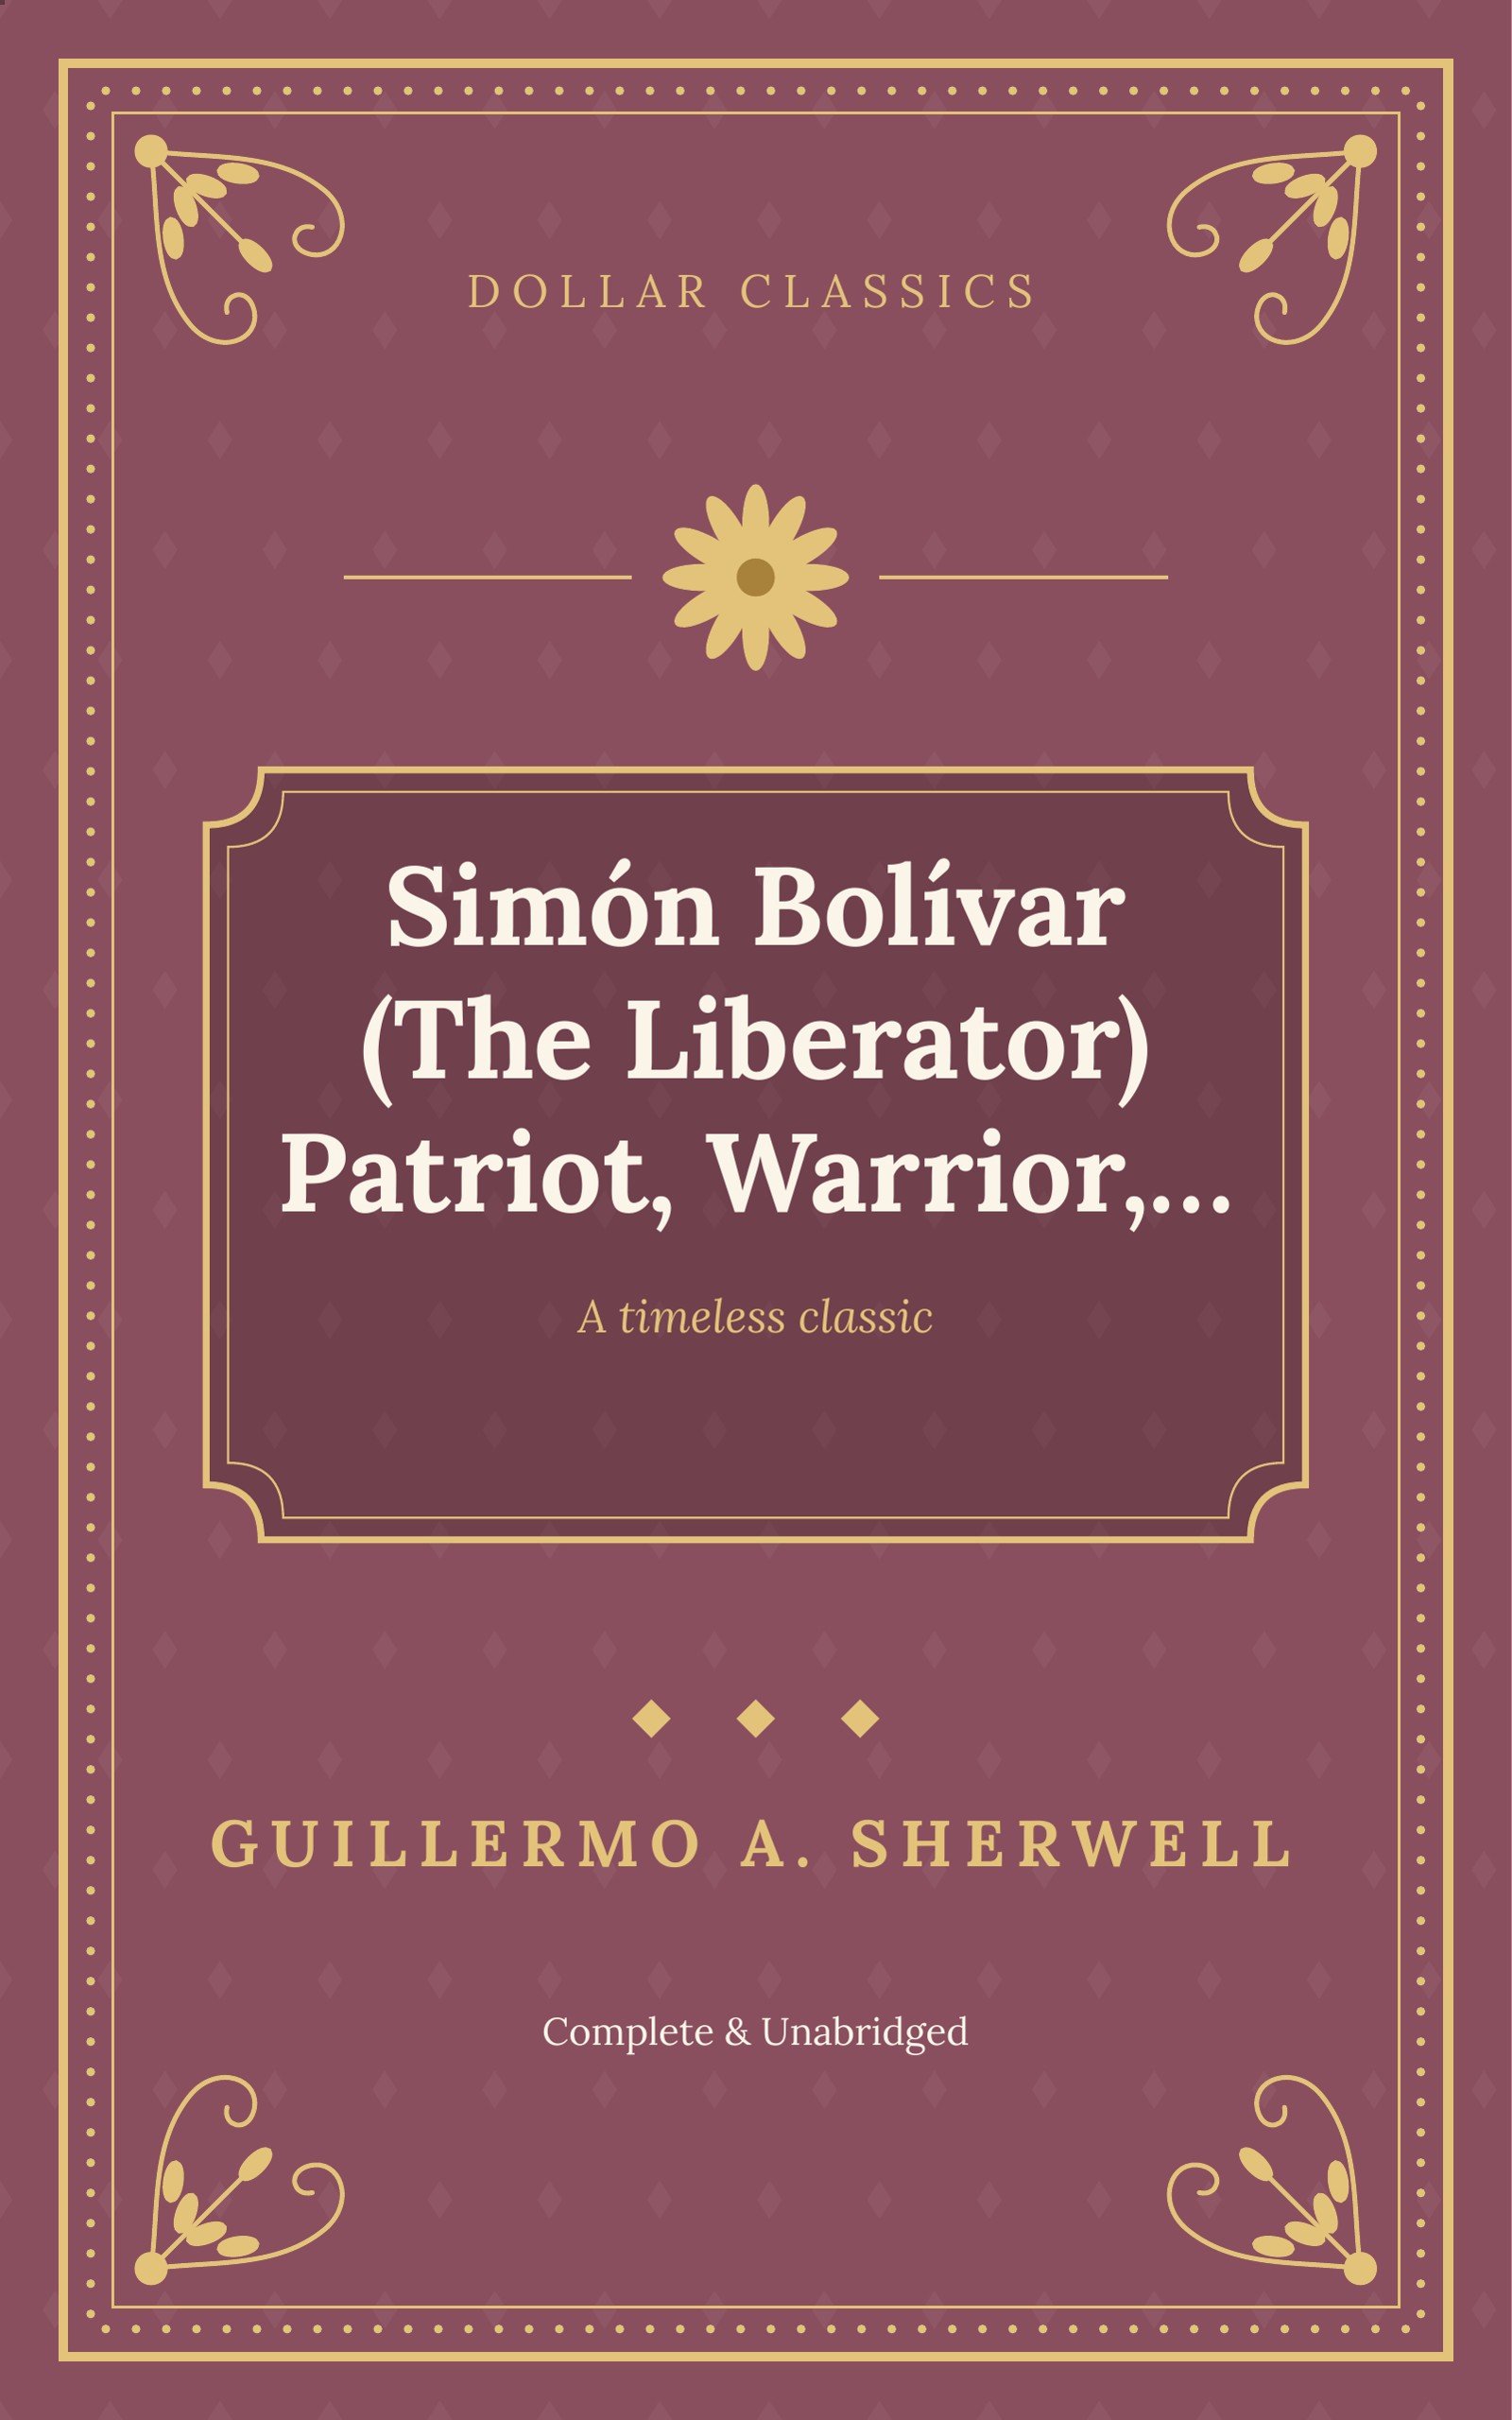 DOLLAR CLASSICS
Simón Bolívar
(The Liberator)
Patriot, Warrior,...
A timeless classic
GUILLERMO A. SHERWELL
Complete & Unabridged